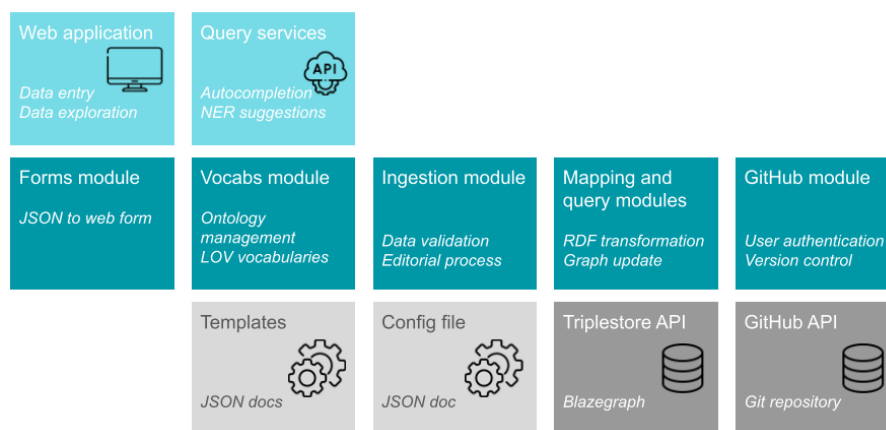 Web application
Data entry
Data exploration
Query services
API
Autocompletion
NER suggestions
Forms module
JSON to web form
Vocabs module
Ontology
management
LOV vocabularies
Ingestion module
Data validation
Editorial process
Mapping and
query modules
RDF transformation
Graph update
GitHub module
User authentication
Version control
Templates
JSON docs
Config file
JSON doc
Triplestore API
Blazegraph
GitHub API
Git repository